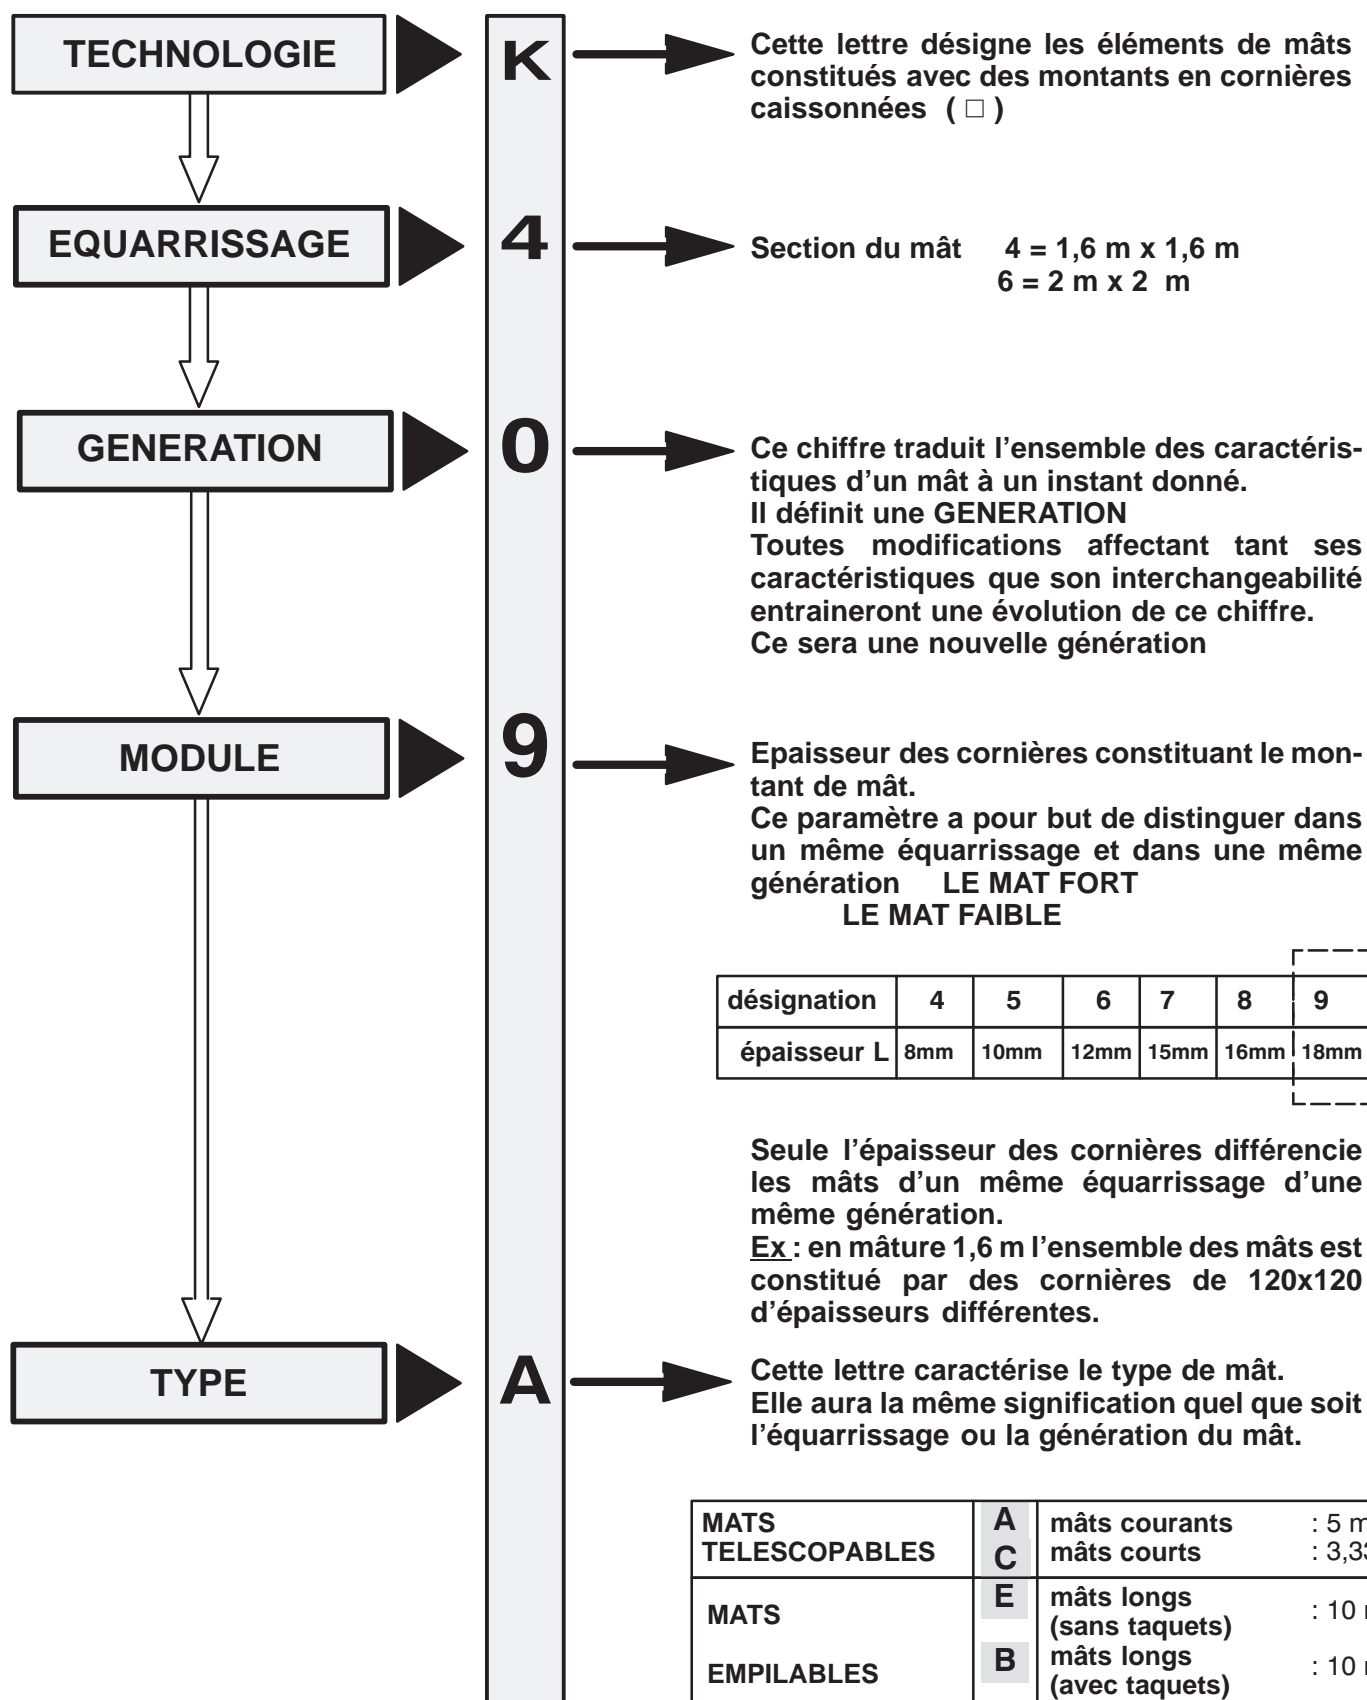 TECHNOLOGIE K Cette lettre désigne les éléments de mâts
constitués avec des montants en cornières
caissonnées ( □ )
EQUARRISSAGE 4 Section du mât 4 = 1,6 m x 1,6 m
6 = 2 m x 2 m
GENERATION 0 Ce chiffre traduit l’ensemble des caractéris-
tiques d’un mât à un instant donné.
Il définit une GENERATION
Toutes modifications affectant tant ses
caractéristiques que son interchangeabilité
entraineront une évolution de ce chiffre.
Ce sera une nouvelle génération
MODULE 9 Epaisseur des cornières constituant le mon-
tant de mât.
Ce paramètre a pour but de distinguer dans
un même équarrissage et dans une même
génération LE MAT FORT
LE MAT FAIBLE
désignation 4 5 6 7 8 9
épaisseur L 8mm 10mm 12mm 15mm 16mm 18mm
Seule l’épaisseur des cornières différencie
les mâts d’un même équarrissage d’une
même génération.
Ex : en mâture 1,6 m l’ensemble des mâts est
constitué par des cornières de 120x120
d’épaisseurs différentes.
TYPE A Cette lettre caractérise le type de mât.
Elle aura la même signification quel que soit
l’équarrissage ou la génération du mât.
MATS A mâts courants : 5 m
TELESCOPABLES C mâts courts : 3,33
MATS E mâts longs : 10
(sans taquets)
EMPILABLES B mâts longs : 10
(avec taquets)